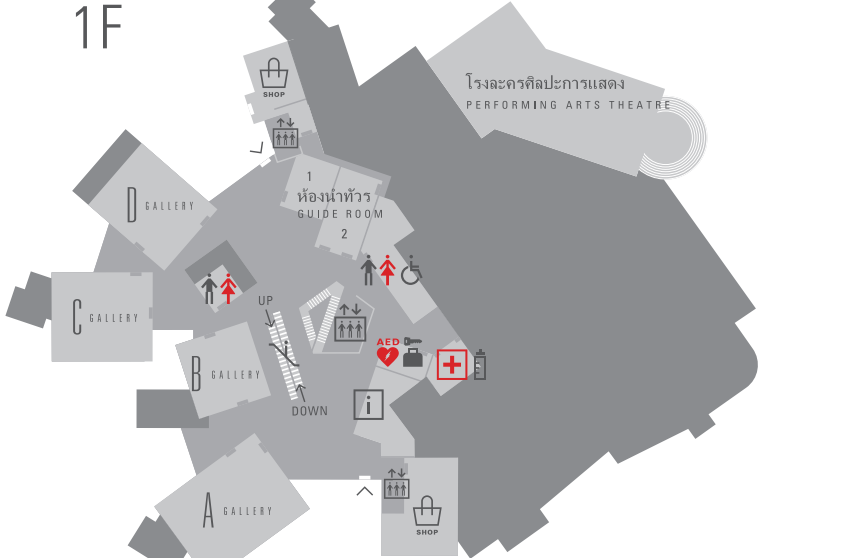 1F
SHOP
โรงละครศิลปะการแสดง
PERFORMING ARTS THEATRE
1
ห้องนำทัวร
GUIDE ROOM
2
D GALLERY
C GALLERY
UP
B GALLERY
DOWN
AED
i
A GALLERY
SHOP